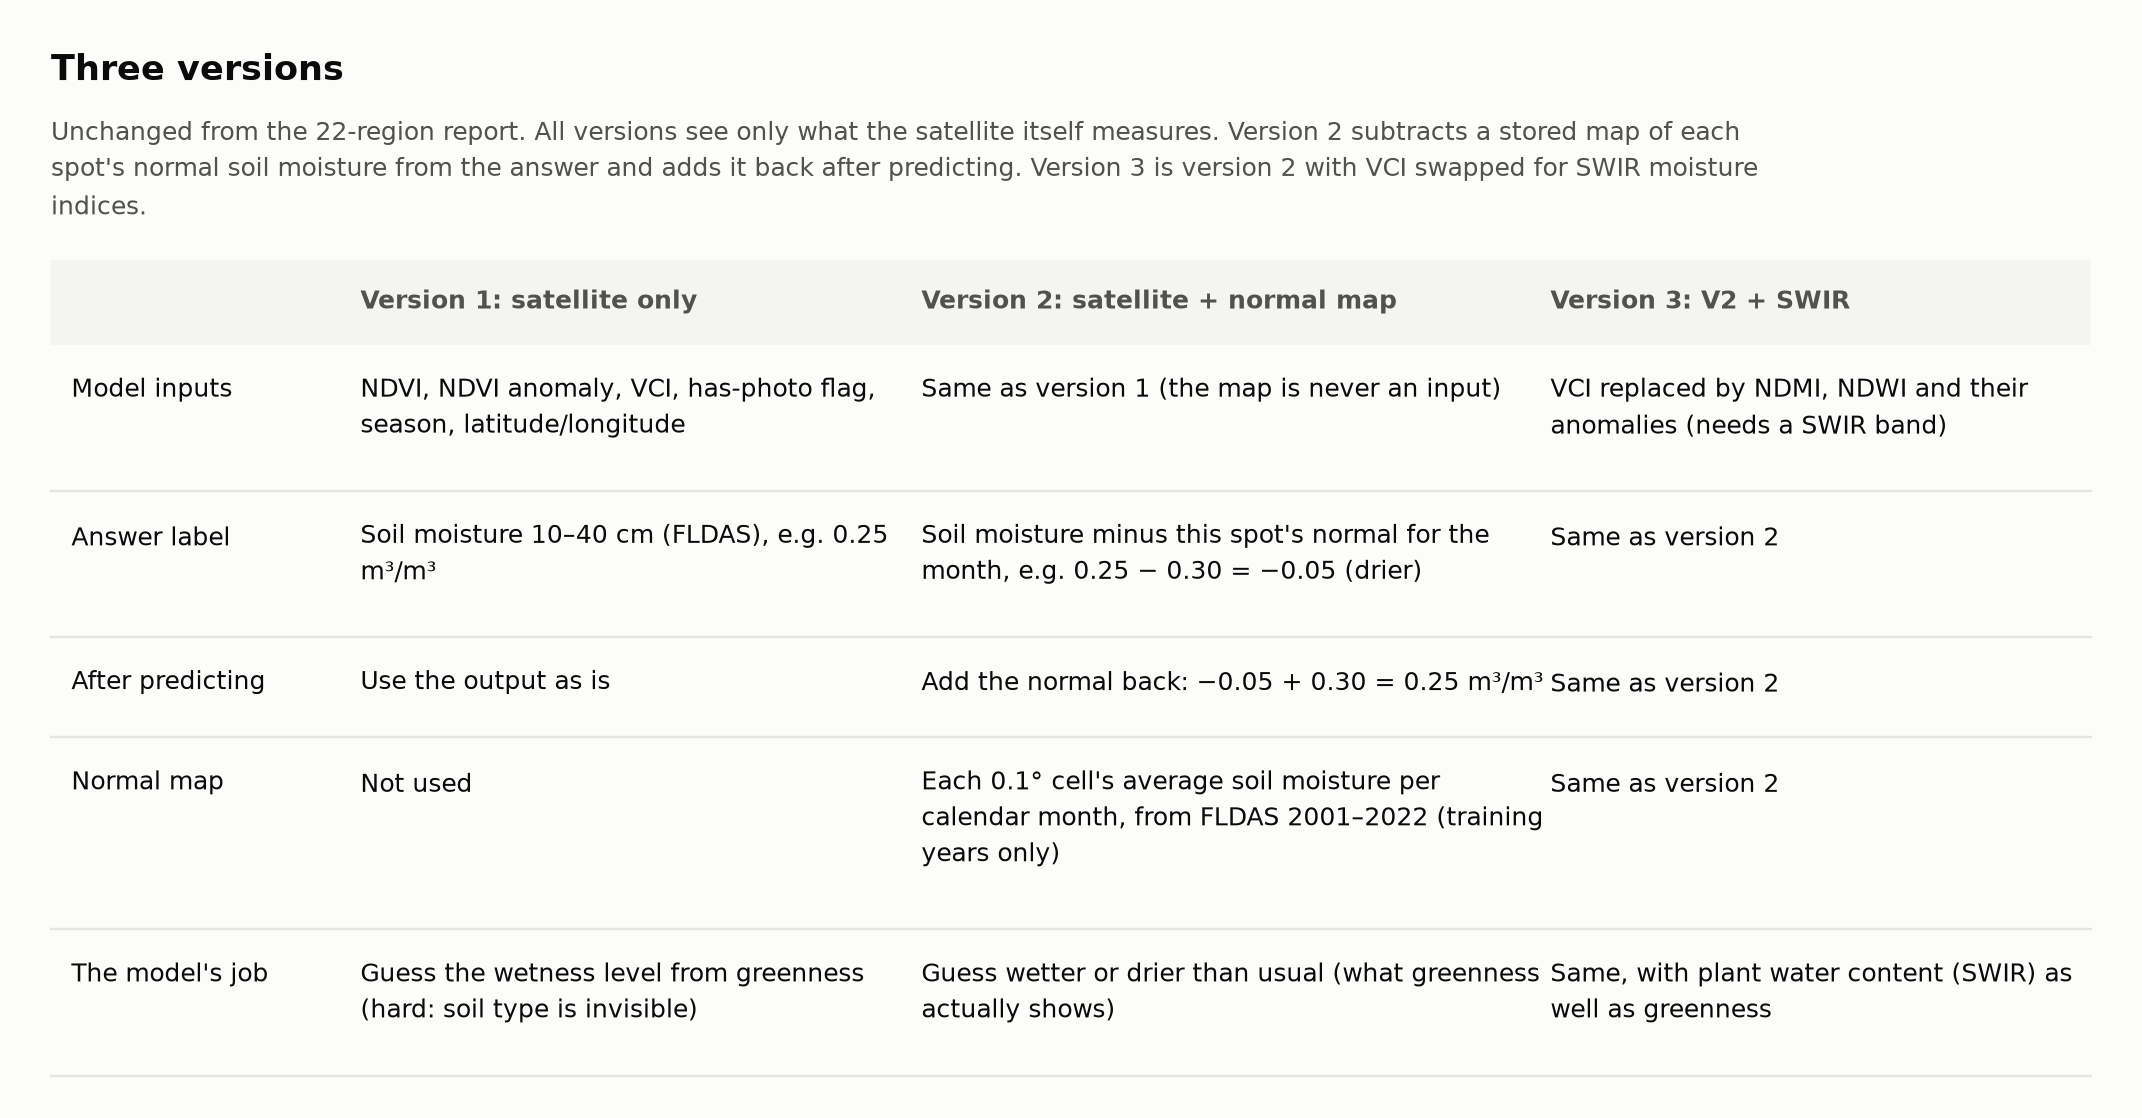 Three versions
Unchanged from the 22-region report. All versions see only what the satellite itself measures. Version 2 subtracts a stored map of each
spot's normal soil moisture from the answer and adds it back after predicting. Version 3 is version 2 with VCI swapped for SWIR moisture
indices.
Version 1: satellite only
Version 2: satellite + normal map
Version 3: V2 + SWIR
Model inputs
NDVI, NDVI anomaly, VCI, has-photo flag,
season, latitude/longitude
Same as version 1 (the map is never an input)
VCI replaced by NDMI, NDWI and their
anomalies (needs a SWIR band)
Answer label
Soil moisture 10–40 cm (FLDAS), e.g. 0.25
m³/m³
Soil moisture minus this spot's normal for the
month, e.g. 0.25 − 0.30 = −0.05 (drier)
Same as version 2
After predicting
Use the output as is
Add the normal back: −0.05 + 0.30 = 0.25 m³/m³
Same as version 2
Normal map
Not used
Each 0.1° cell's average soil moisture per
calendar month, from FLDAS 2001–2022 (training
years only)
Same as version 2
The model's job
Guess the wetness level from greenness
(hard: soil type is invisible)
Guess wetter or drier than usual (what greenness
actually shows)
Same, with plant water content (SWIR) as
well as greenness